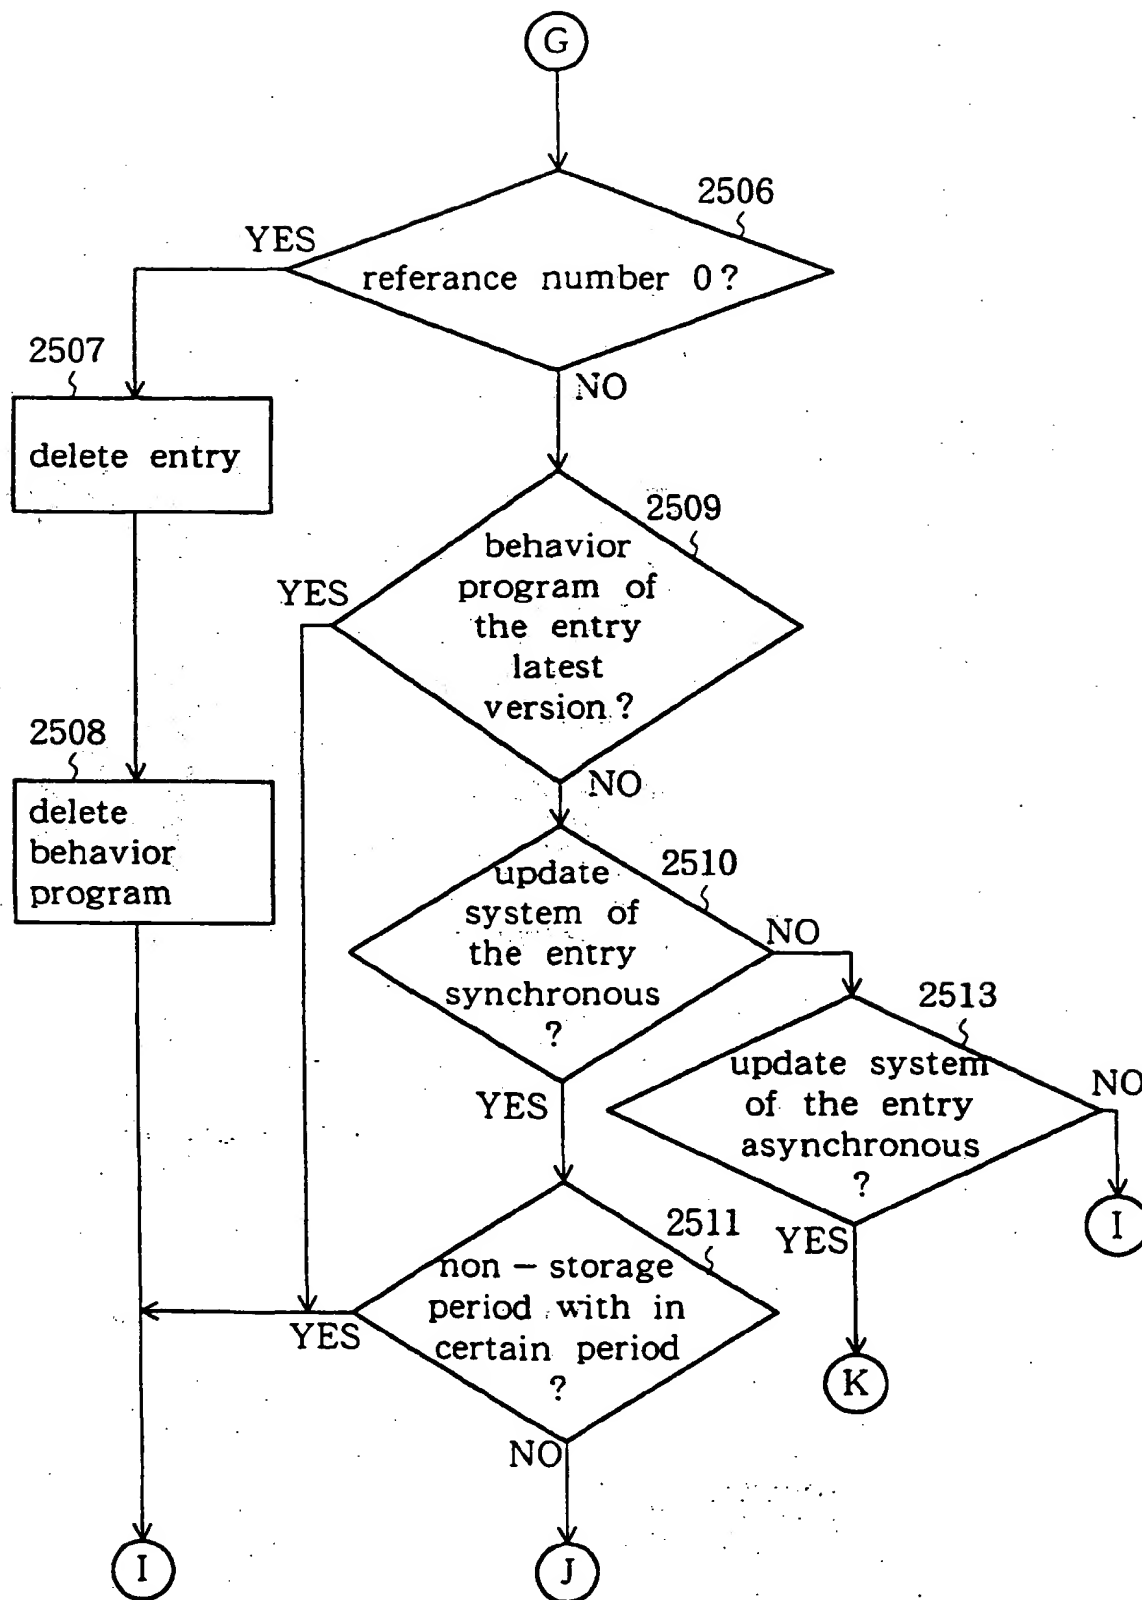 G
2506
YES
referance number 0?
2507
NO
delete entry
2509
behavior
program of
the entry
latest
version?
YES
2508
NO
delete
behavior
program
2510
update
system of
the entry
synchronous
?
NO
2513
update system
of the entry
asynchronous
?
NO
YES
I
2511
YES
non-storage
period with in
certain period
?
YES
K
NO
I
J